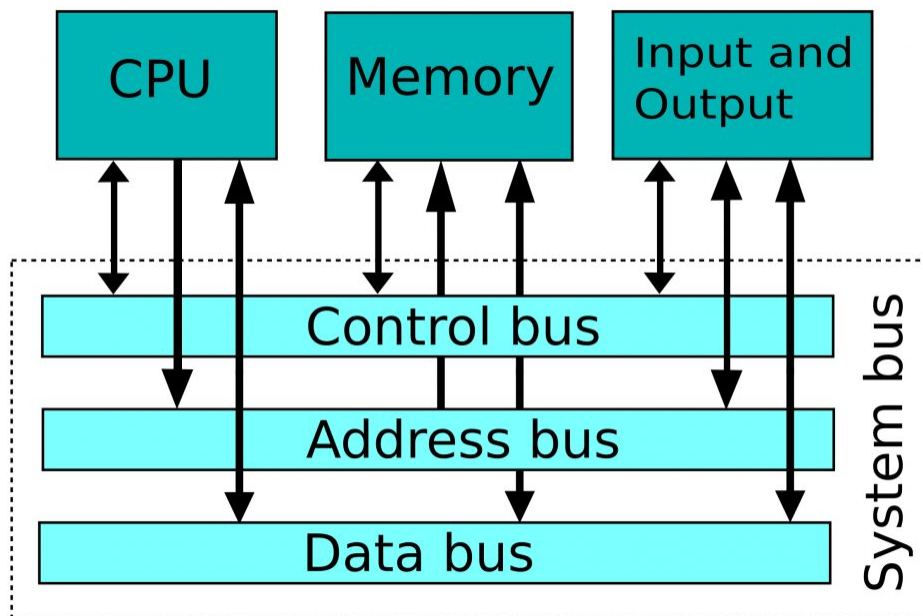 CPU
Memory
Input and
Output
Control bus
Address bus
Data bus
System bus